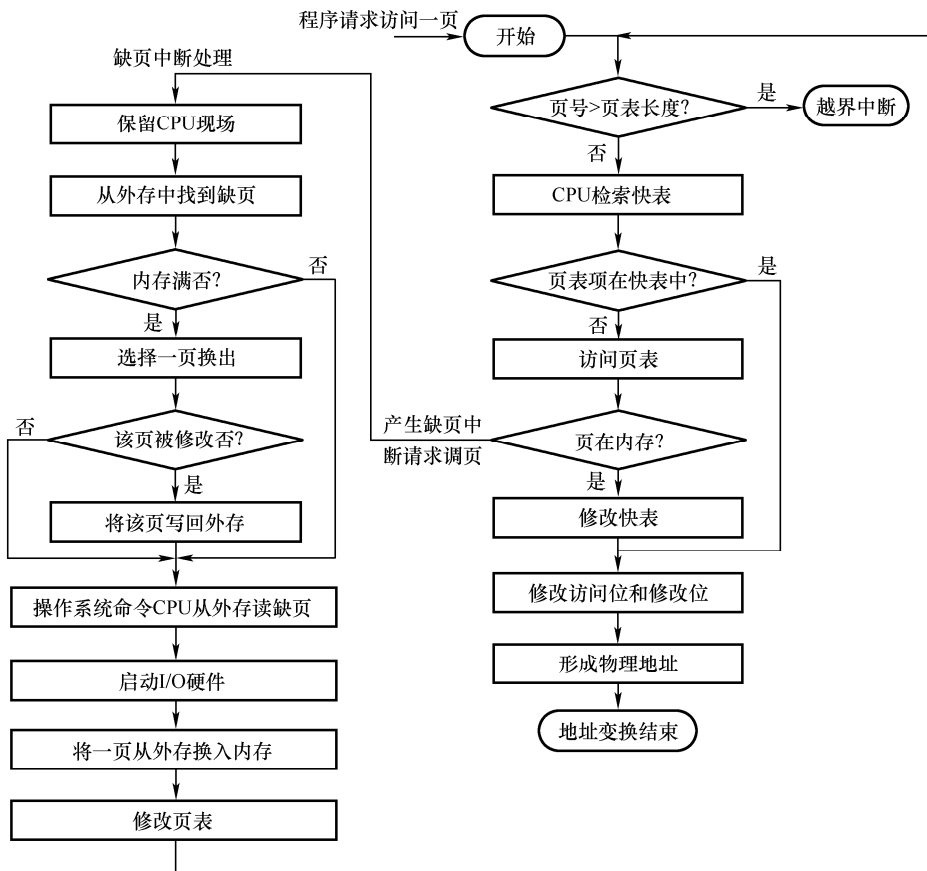 程序请求访问一页
开始
缺页中断处理
页号>页表长度?
是
越界中断
保留CPU现场
否
从外存中找到缺页
CPU检索快表
内存满否?
否
页表项在快表中?
是
是
否
选择一页换出
访问页表
否
该页被修改否?
产生缺页中
断请求调页
页在内存?
是
是
将该页写回外存
修改快表
操作系统命令CPU从外存读缺页
修改访问位和修改位
启动I/O硬件
形成物理地址
将一页从外存换入内存
地址变换结束
修改页表